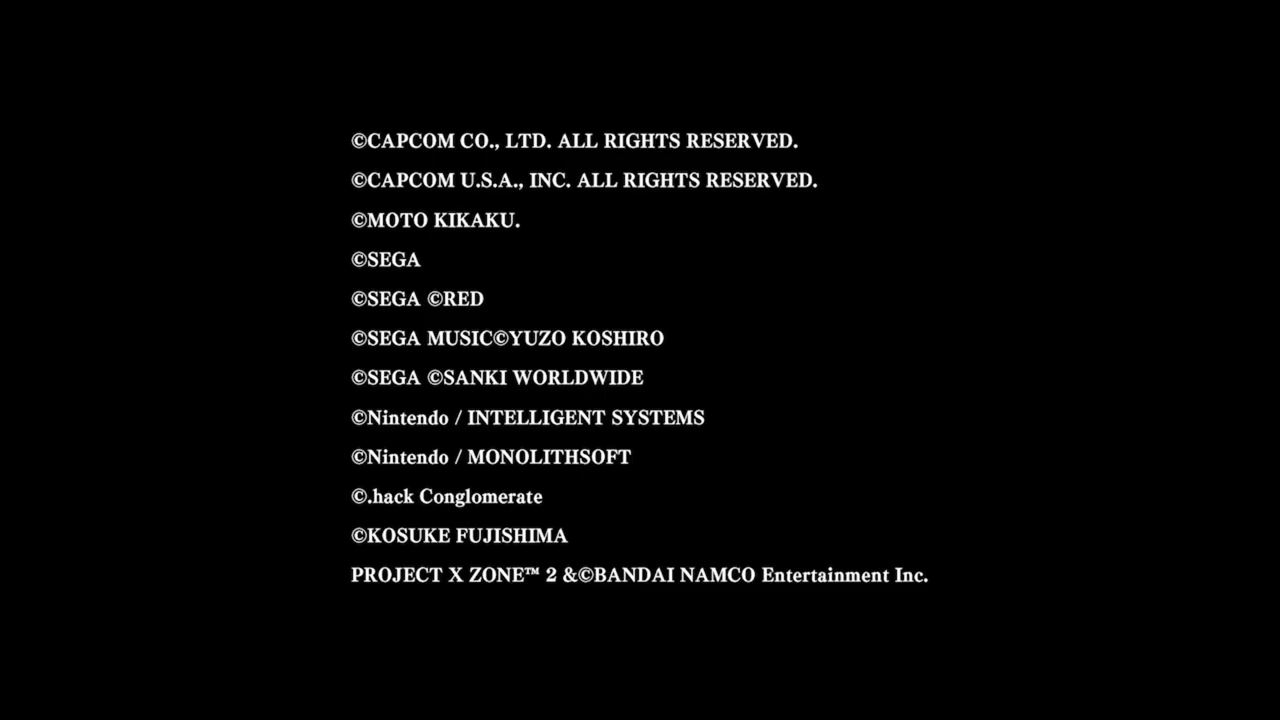 ©CAPCOM CO., LTD. ALL RIGHTS RESERVED.
©CAPCOM U.S.A., INC. ALL RIGHTS RESERVED.
©MOTO KIKAKU.
©SEGA
©SEGA ©RED
©SEGA MUSIC©YUZO KOSHIRO
©SEGA ©SANKI WORLDWIDE
©Nintendo / INTELLIGENT SYSTEMS
©Nintendo / MONOLITHSOFT
©.hack Conglomerate
©KOSUKE FUJISHIMA
PROJECT X ZONE™ 2 &©BANDAI NAMCO Entertainment Inc.